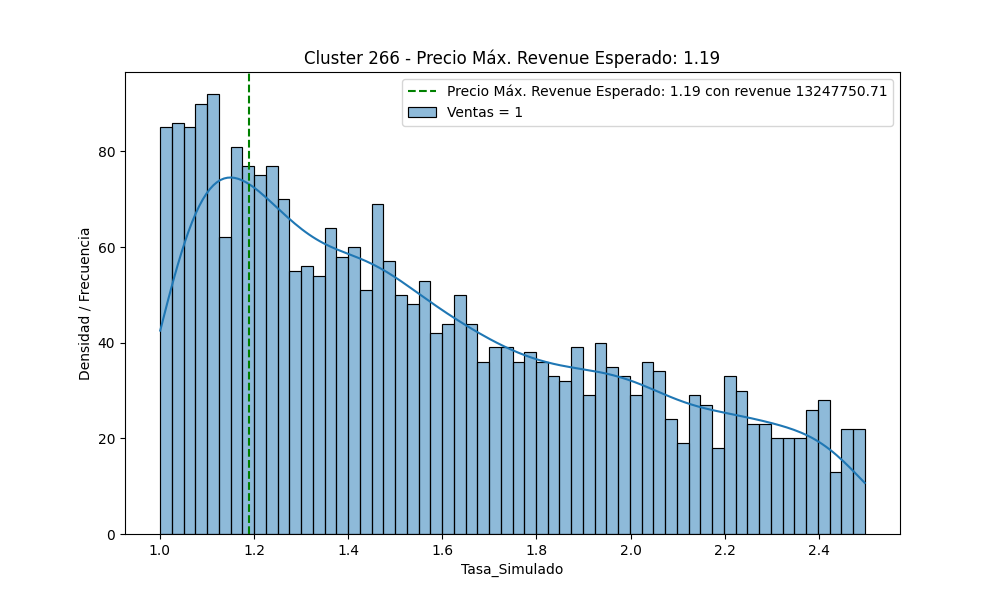 Cluster 266 - Precio Máx. Revenue Esperado: 1.19
Precio Máx. Revenue Esperado: 1.19 con revenue 13247750.71
Ventas = 1
Densidad / Frecuencia
80
60
40
20
0
1.0 1.2 1.4 1.6 1.8 2.0 2.2 2.4
Tasa_Simulado